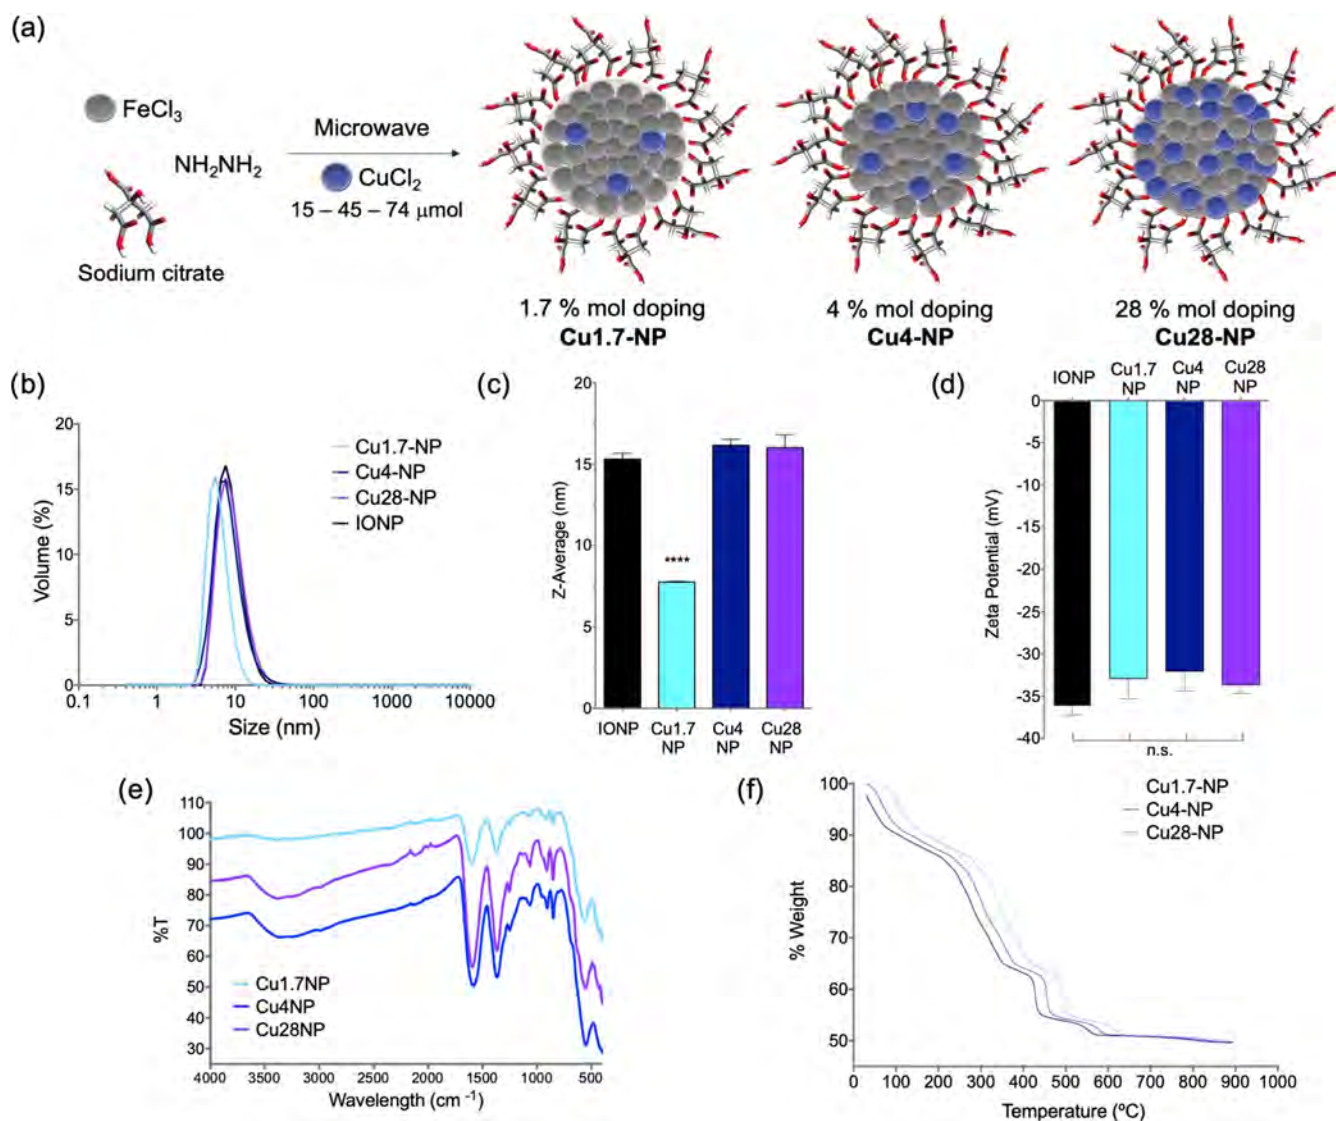 (a)
FeCl3
NH2NH2
Sodium citrate
Microwave
CuCl2
15 – 45 – 74 μmol
1.7 % mol doping
Cu1.7-NP
4 % mol doping
Cu4-NP
28 % mol doping
Cu28-NP
(b)
Volume (%)
20
15
10
5
0
0.1 1 10 100 1000 10000
Size (nm)
Cu1.7-NP
Cu4-NP
Cu28-NP
IONP
(c)
Z-Average (nm)
20
15
10
5
0
****
IONP Cu1.7 NP Cu4 NP Cu28 NP
(d)
IONP Cu1.7 NP Cu4 NP Cu28 NP
Zeta Potential (mV)
0
-5
-10
-15
-20
-25
-30
-35
-40
n.s.
(e)
%T
110
100
90
80
70
60
50
40
30
4000 3500 3000 2500 2000 1500 1000 500
Wavelength (cm -1)
Cu1.7NP
Cu4NP
Cu28NP
(f)
% Weight
100
90
80
70
60
50
0 100 200 300 400 500 600 700 800 900 1000
Temperature (ºC)
Cu1.7-NP
Cu4-NP
Cu28-NP